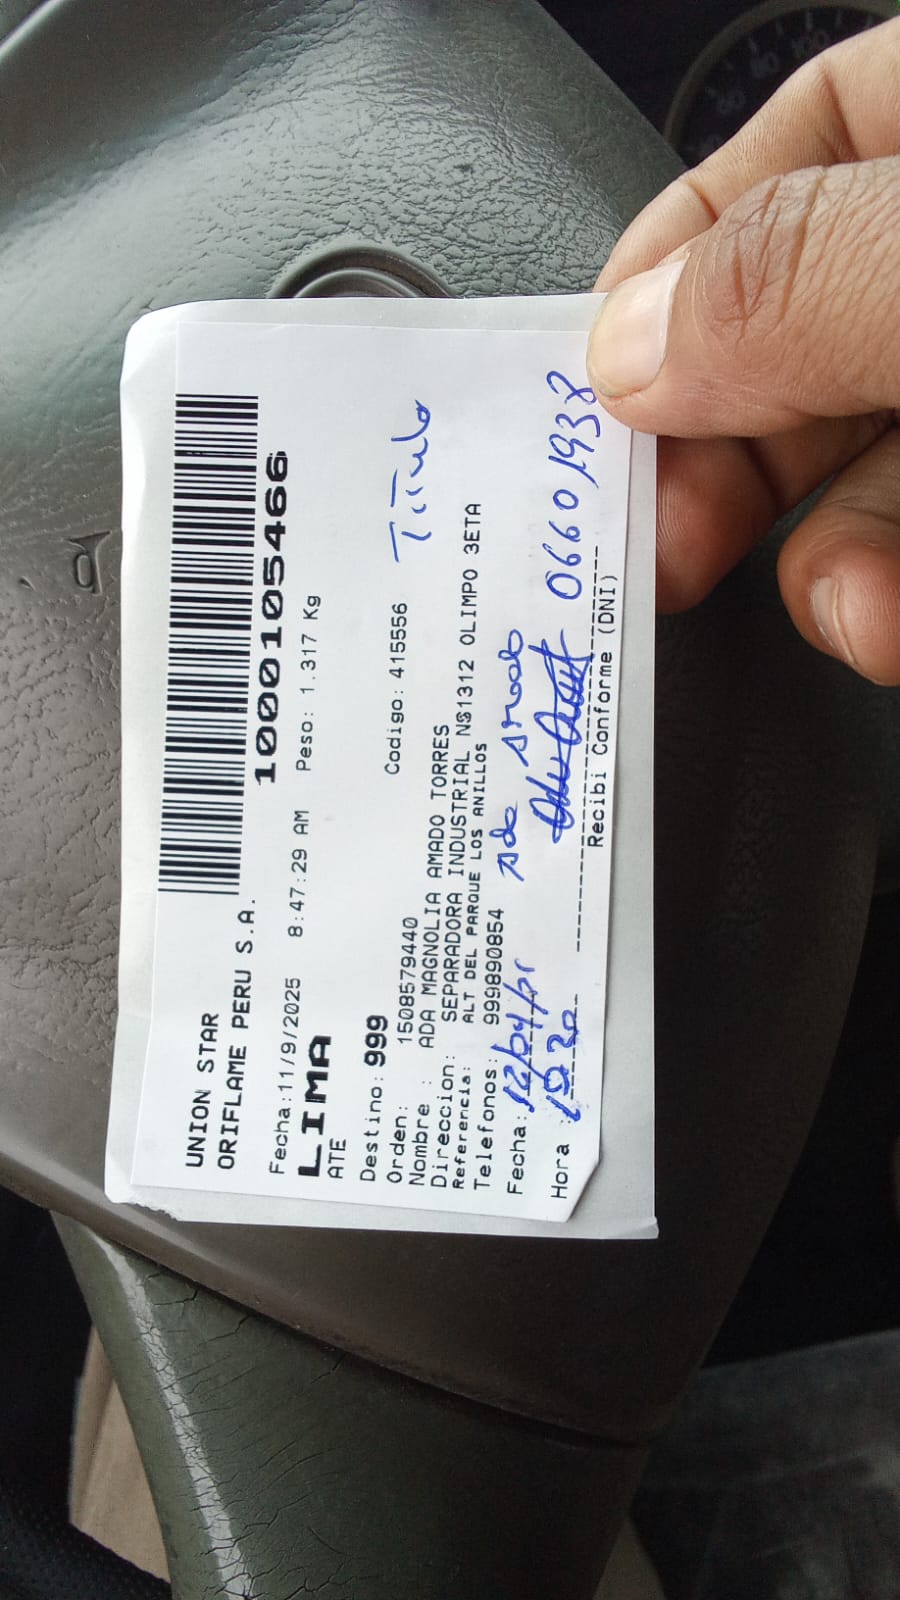 UNION STAR
ORIFLAME PERU S.A.
1000105466
Fecha:11/9/2025 8:47:29 AM Peso: 1.317 Kg
LIMA
ATE
Destino: 999
Orden: 1508579440 Codigo: 415556 Titulo
Nombre : ADA MAGNOLIA AMADO TORRES
Direccion: SEPARADORA INDUSTRIAL N§1312 OLIMPO 3ETA
Referencia: ALT DEL PARQUE LOS ANILLOS
Telefonos: 999890854
Fecha:
Hora : 06601938
Recibi Conforme (DNI)